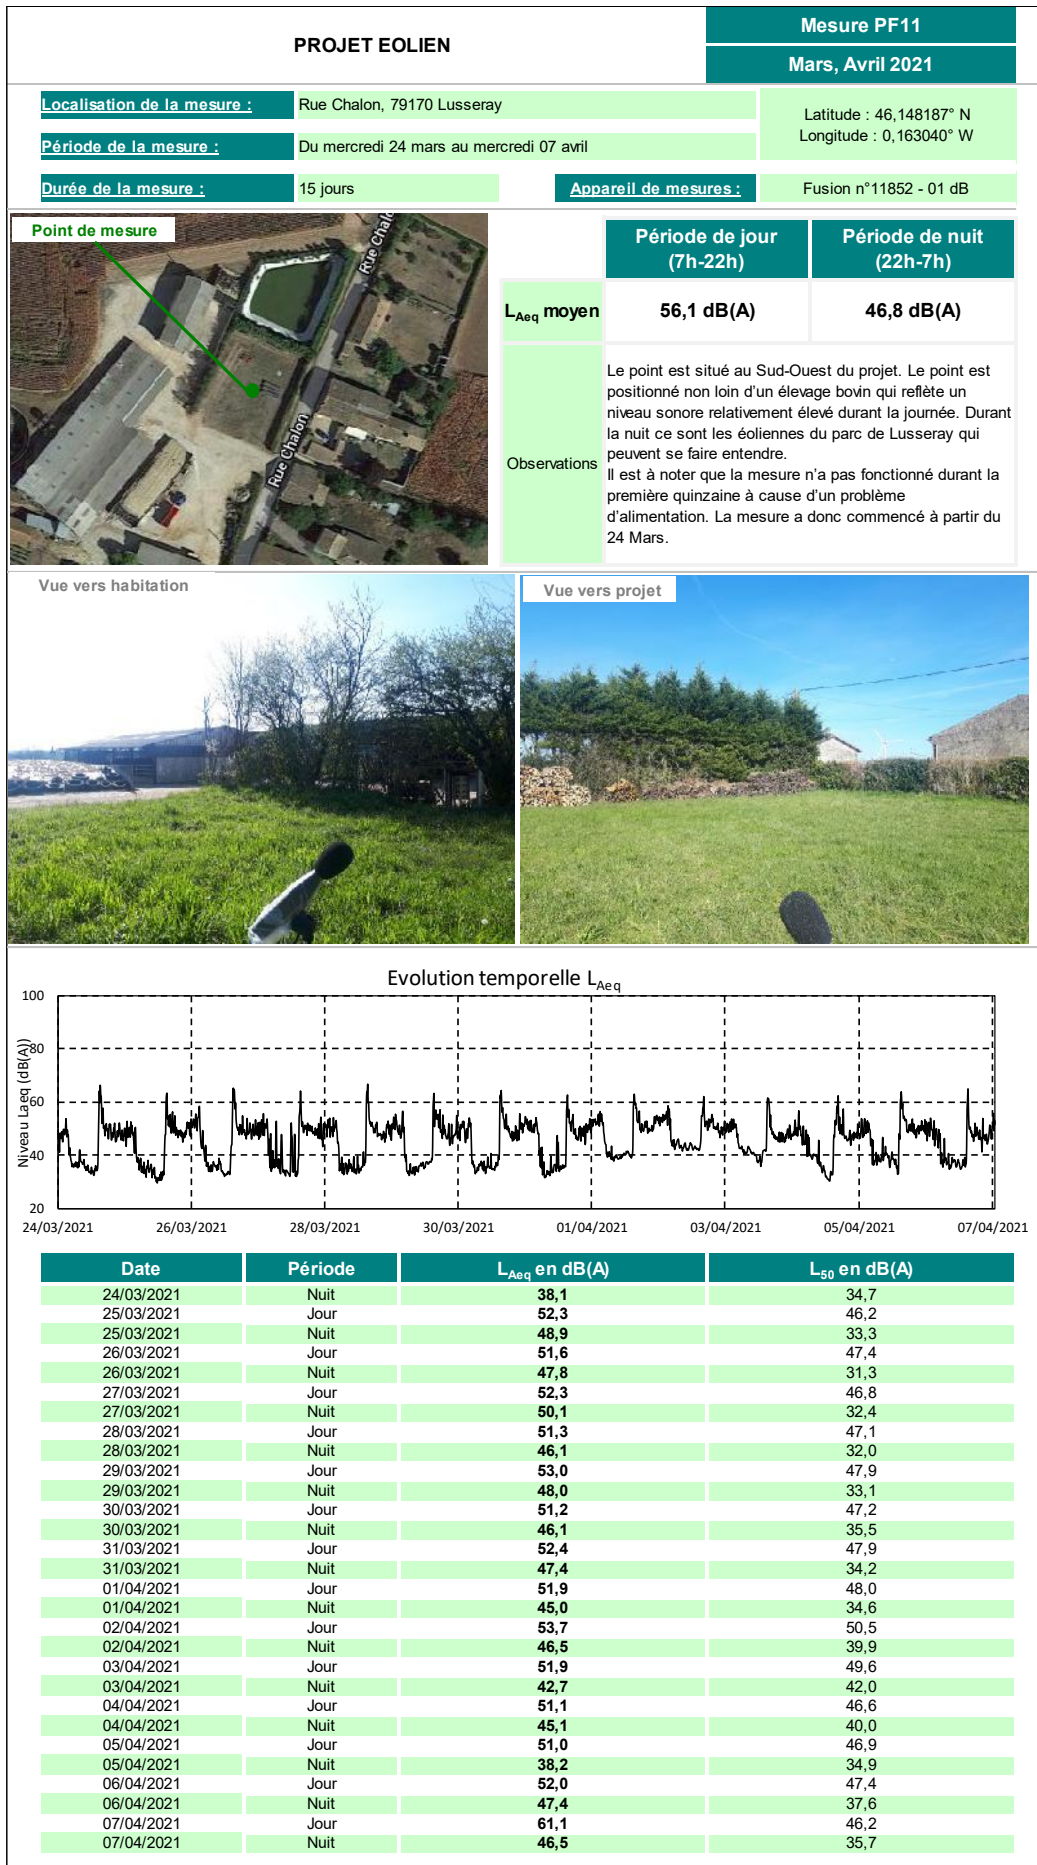 PROJET EOLIEN
Mesure PF11
Mars, Avril 2021
Localisation de la mesure :
Rue Chalon, 79170 Lusseray
Latitude : 46,148187° N
Longitude : 0,163040° W
Période de la mesure :
Du mercredi 24 mars au mercredi 07 avril
Durée de la mesure :
15 jours
Appareil de mesures :
Fusion n°11852 - 01 dB
Point de mesure
Rue Chalon
Rue Chalon
Période de jour
(7h-22h)
Période de nuit
(22h-7h)
LAeq moyen
56,1 dB(A)
46,8 dB(A)
Observations
Le point est situé au Sud-Ouest du projet. Le point est
positionné non loin d'un élevage bovin qui reflète un
niveau sonore relativement élevé durant la journée. Durant
la nuit ce sont les éoliennes du parc de Lusseray qui
peuvent se faire entendre.
Il est à noter que la mesure n'a pas fonctionné durant la
première quinzaine à cause d'un problème
d'alimentation. La mesure a donc commencé à partir du
24 Mars.
Vue vers habitation
Vue vers projet
Evolution temporelle LAeq
Niveau Laeq (dB(A))
100
80
60
40
20
24/03/2021 26/03/2021 28/03/2021 30/03/2021 01/04/2021 03/04/2021 05/04/2021 07/04/2021
Date Période LAeq en dB(A) L50 en dB(A)
24/03/2021 Nuit 38,1 34,7
25/03/2021 Jour 52,3 46,2
25/03/2021 Nuit 48,9 33,3
26/03/2021 Jour 51,6 47,4
26/03/2021 Nuit 47,8 31,3
27/03/2021 Jour 52,3 46,8
27/03/2021 Nuit 50,1 32,4
28/03/2021 Jour 51,3 47,1
28/03/2021 Nuit 46,1 32,0
29/03/2021 Jour 53,0 47,9
29/03/2021 Nuit 48,0 33,1
30/03/2021 Jour 51,2 47,2
30/03/2021 Nuit 46,1 35,5
31/03/2021 Jour 52,4 47,9
31/03/2021 Nuit 47,4 34,2
01/04/2021 Jour 51,9 48,0
01/04/2021 Nuit 45,0 34,6
02/04/2021 Jour 53,7 50,5
02/04/2021 Nuit 46,5 39,9
03/04/2021 Jour 51,9 49,6
03/04/2021 Nuit 42,7 42,0
04/04/2021 Jour 51,1 46,6
04/04/2021 Nuit 45,1 40,0
05/04/2021 Jour 51,0 46,9
05/04/2021 Nuit 38,2 34,9
06/04/2021 Jour 52,0 47,4
06/04/2021 Nuit 47,4 37,6
07/04/2021 Jour 61,1 46,2
07/04/2021 Nuit 46,5 35,7